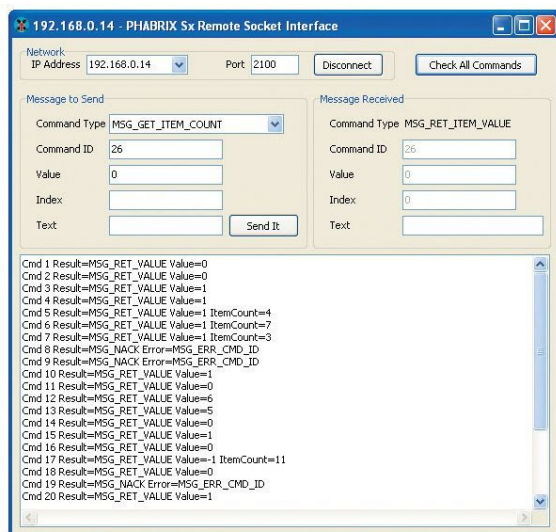 192.168.0.14 - PHABRIX Sx Remote Socket Interface
Network
IP Address 192.168.0.14 Port 2100 Disconnect Check All Commands
Message to Send
Command Type MSG_GET_ITEM_COUNT
Command ID 26
Value 0
Index
Text Send It
Message Received
Command Type MSG_RET_ITEM_VALUE
Command ID 26
Value 0
Index 0
Text
Cmd 1 Result=MSG_RET_VALUE Value=0
Cmd 2 Result=MSG_RET_VALUE Value=0
Cmd 3 Result=MSG_RET_VALUE Value=1
Cmd 4 Result=MSG_RET_VALUE Value=1
Cmd 5 Result=MSG_RET_VALUE Value=1 ItemCount=4
Cmd 6 Result=MSG_RET_VALUE Value=1 ItemCount=7
Cmd 7 Result=MSG_RET_VALUE Value=1 ItemCount=3
Cmd 8 Result=MSG_NACK Error=MSG_ERR_CMD_ID
Cmd 9 Result=MSG_NACK Error=MSG_ERR_CMD_ID
Cmd 10 Result=MSG_RET_VALUE Value=1
Cmd 11 Result=MSG_RET_VALUE Value=0
Cmd 12 Result=MSG_RET_VALUE Value=6
Cmd 13 Result=MSG_RET_VALUE Value=5
Cmd 14 Result=MSG_RET_VALUE Value=0
Cmd 15 Result=MSG_RET_VALUE Value=1
Cmd 16 Result=MSG_RET_VALUE Value=0
Cmd 17 Result=MSG_RET_VALUE Value=-1 ItemCount=11
Cmd 18 Result=MSG_RET_VALUE Value=0
Cmd 19 Result=MSG_NACK Error=MSG_ERR_CMD_ID
Cmd 20 Result=MSG_RET_VALUE Value=1